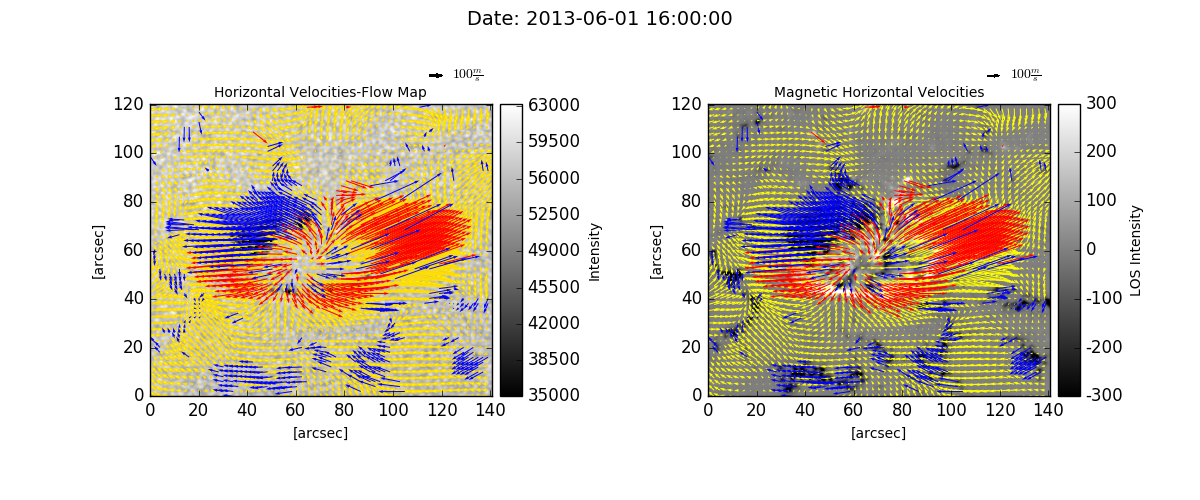 Date: 2013-06-01 16:00:00
100 m/s
Horizontal Velocities-Flow Map
120
100
80
60
40
20
0
[arcsec]
0 20 40 60 80 100 120 140
[arcsec]
63000
59500
56000
52500
49000
45500
42000
38500
35000
Intensity
100 m/s
Magnetic Horizontal Velocities
120
100
80
60
40
20
0
[arcsec]
0 20 40 60 80 100 120 140
[arcsec]
300
200
100
0
-100
-200
-300
LOS Intensity